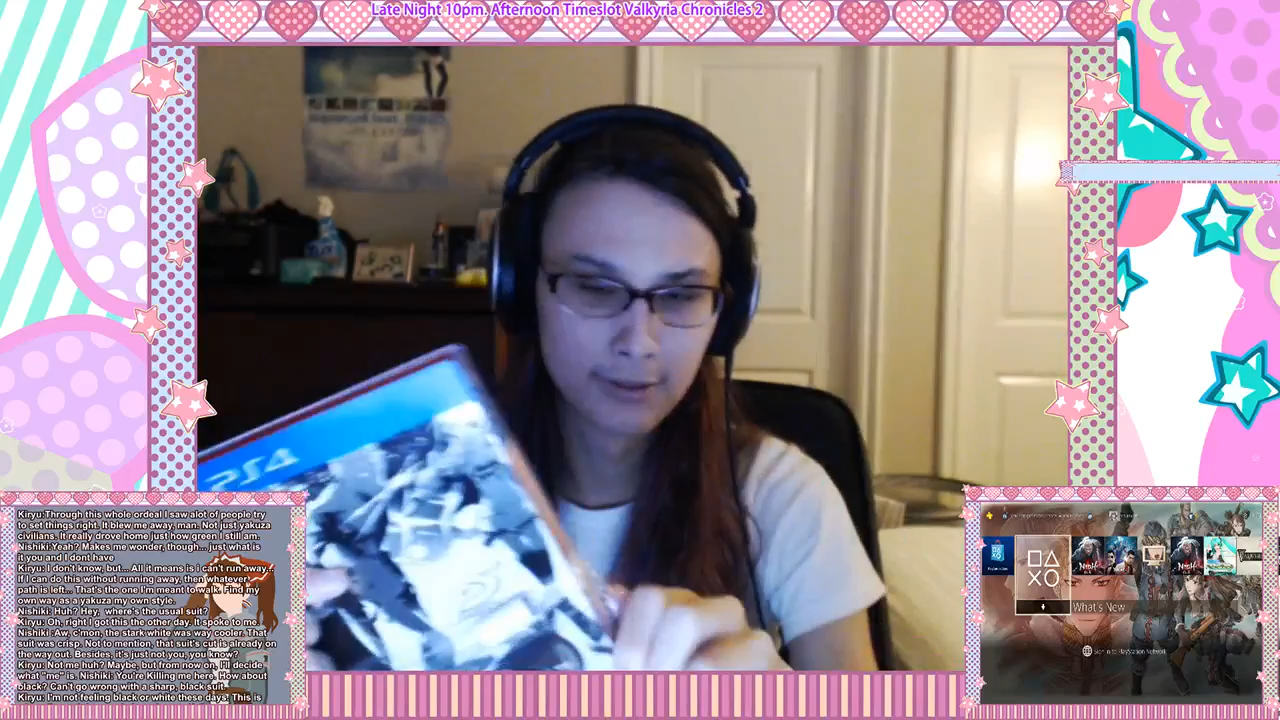 Late Night 10pm. Afternoon Timeslot Valkyria Chronicles 2
PS4
Kiryu:Through this whole ordeal I saw alot of people try
to set things right. It blew me away, man. Not just yakuza
civilians. It really drove home just how green I still am.
Nishiki:Yeah? Makes me wonder, though... just what is
it you and I dont have
Kiryu: I don't know, but... All it means is i can't run away...
If I can do this without running away, then whatever
path is left... That's the one I'm meant to walk. Find my
own way as a yakuza my own style.
Nishiki: Huh? Hey, where's the usual suit?
Kiryu: Oh, right I got this the other day. It spoke to me.
Nishiki :Aw, c'mon, the stark white was way cooler. That
suit was crisp. Not to mention, that suit's cut is already on
the way out. Besides, it's just not you, you know?
Kiryu: Not me huh? Maybe, but from now on, I'll decide
what "me" is. Nishiki: You're Killing me here. How about
black? Can't go wrong with a sharp, black suit
Kiryu: I'm not feeling black or white these days. This is
What's New
Sign in to PlayStation Network